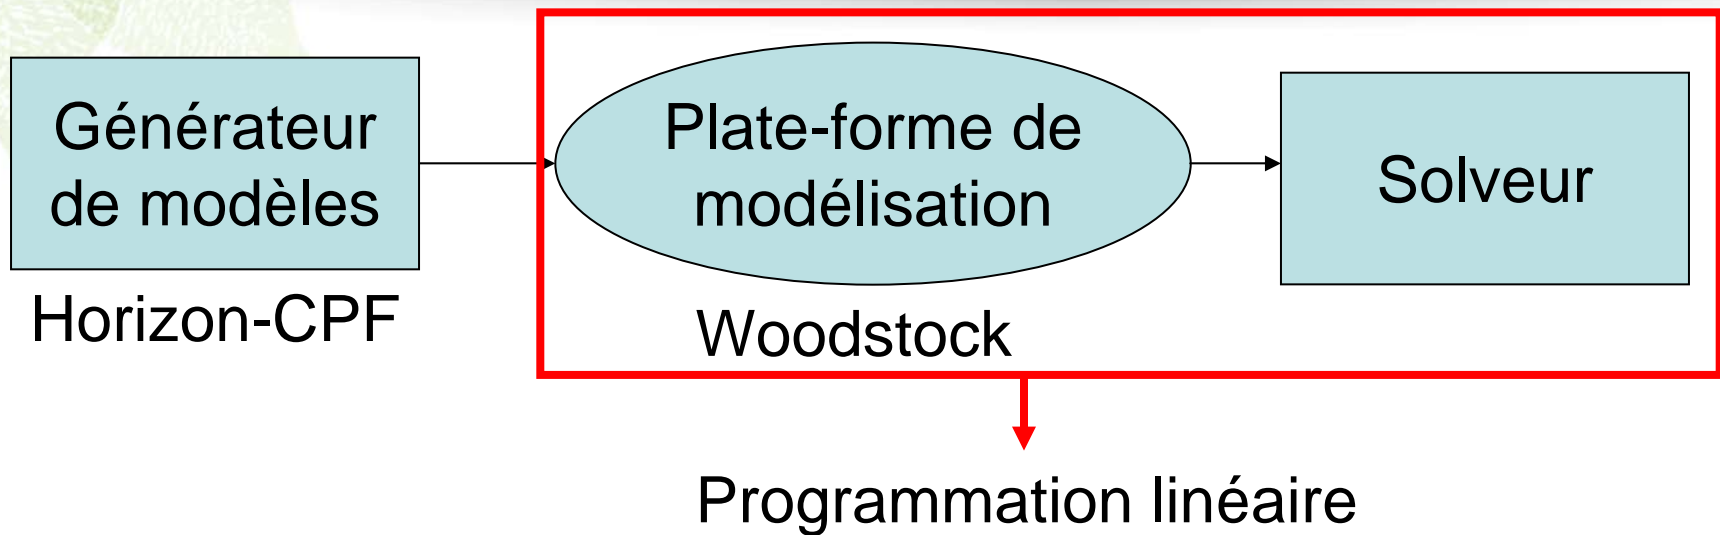 Générateur
de modèles
Horizon-CPF
Plate-forme de
modélisation
Woodstock
Solveur
Programmation linéaire